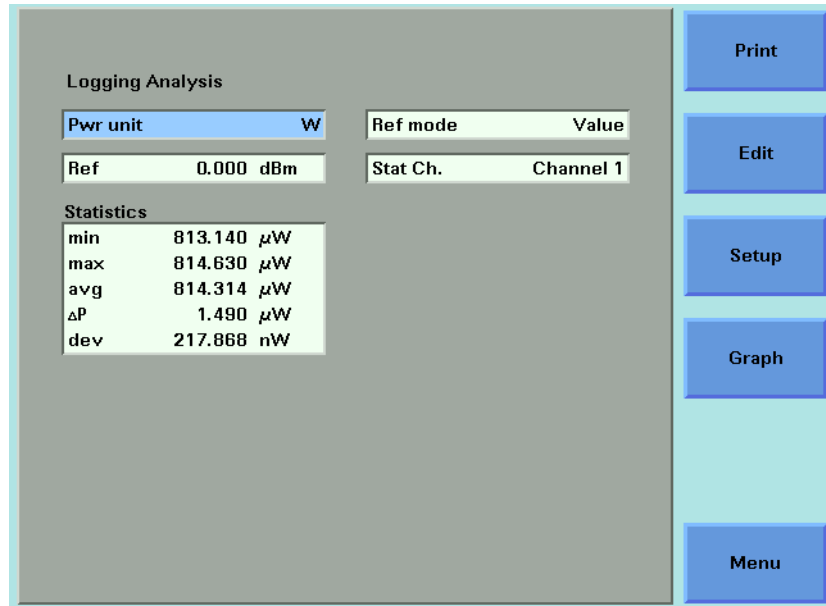 Logging Analysis
Pwr unit W
Ref mode Value
Ref 0.000 dBm
Stat Ch. Channel 1
Statistics
min 813.140 μW
max 814.630 μW
avg 814.314 μW
▵P 1.490 μW
dev 217.868 nW
Print
Edit
Setup
Graph
Menu